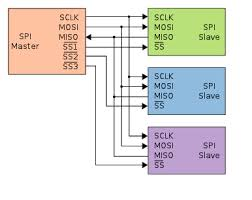 SCLK
MOSI
SPI MISO
Master SS1
SS2
SS3
SCLK
MOSI SPI
MISO Slave
SS
SCLK
MOSI SPI
MISO Slave
SS
SCLK
MOSI SPI
MISO Slave
SS